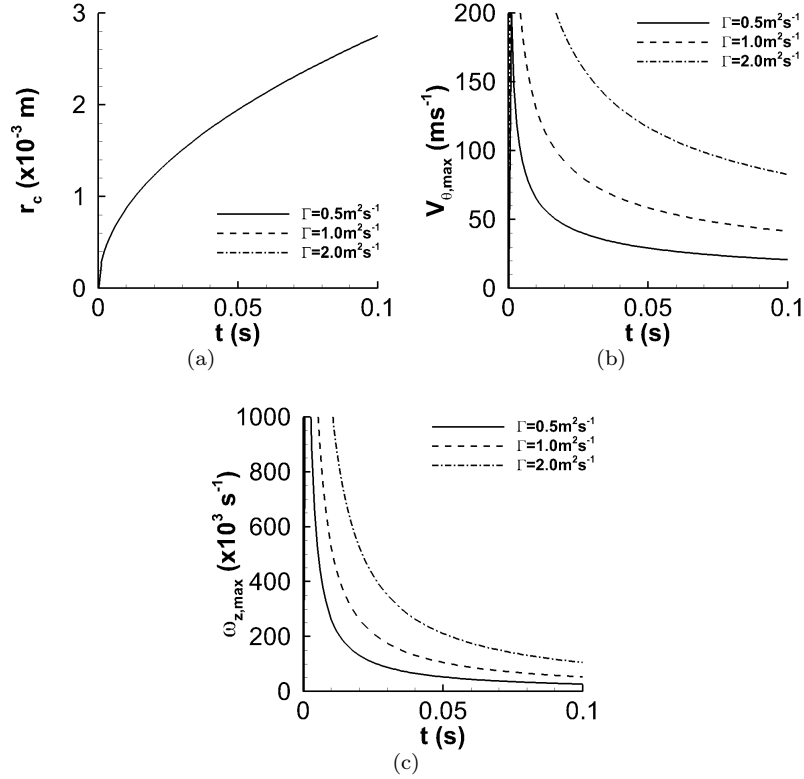 r_c (x10^-3 m)
3
2
1
0
Γ=0.5m²s⁻¹
Γ=1.0m²s⁻¹
Γ=2.0m²s⁻¹
0 0.05 0.1
t (s)
(a)
V_θ,max (ms⁻¹)
200
150
100
50
0
Γ=0.5m²s⁻¹
Γ=1.0m²s⁻¹
Γ=2.0m²s⁻¹
0 0.05 0.1
t (s)
(b)
ω_z,max (x10³ s⁻¹)
1000
800
600
400
200
0
Γ=0.5m²s⁻¹
Γ=1.0m²s⁻¹
Γ=2.0m²s⁻¹
0 0.05 0.1
t (s)
(c)